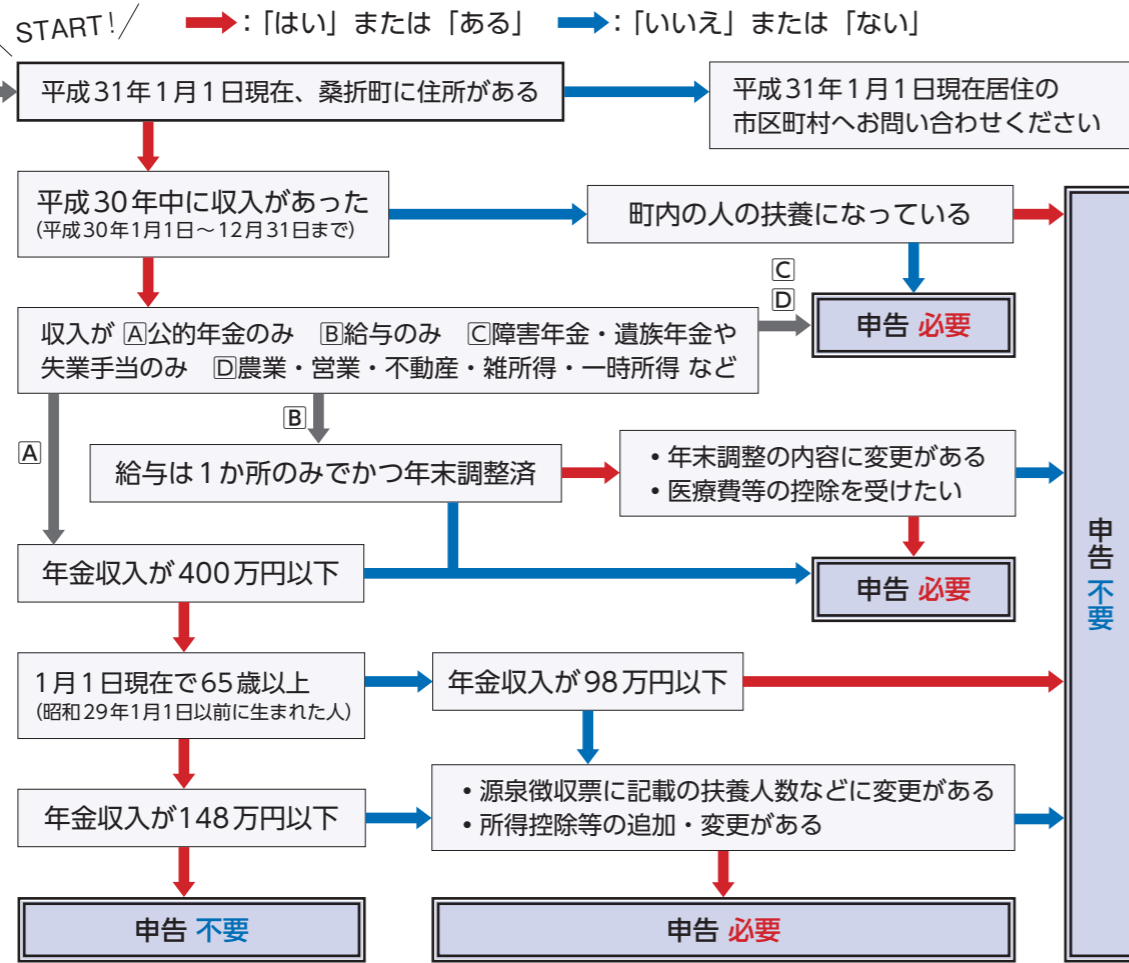 START!
：「はい」または「ある」
：「いいえ」または「ない」
平成31年1月1日現在、桑折町に住所がある
平成31年1月1日現在居住の
市区町村へお問い合わせください
平成30年中に収入があった
(平成30年1月1日～12月31日まで)
町内の人の扶養になっている
C
D
申告 必要
収入が A公的年金のみ B給与のみ C障害年金・遺族年金や
失業手当のみ D農業・営業・不動産・雑所得・一時所得 など
A
B
給与は1か所のみでかつ年末調整済
・年末調整の内容に変更がある
・医療費等の控除を受けたい
申告 不要
年金収入が400万円以下
申告 必要
1月1日現在で65歳以上
(昭和29年1月1日以前に生まれた人)
年金収入が98万円以下
年金収入が148万円以下
・源泉徴収票に記載の扶養人数などに変更がある
・所得控除等の追加・変更がある
申告 不要
申告 必要